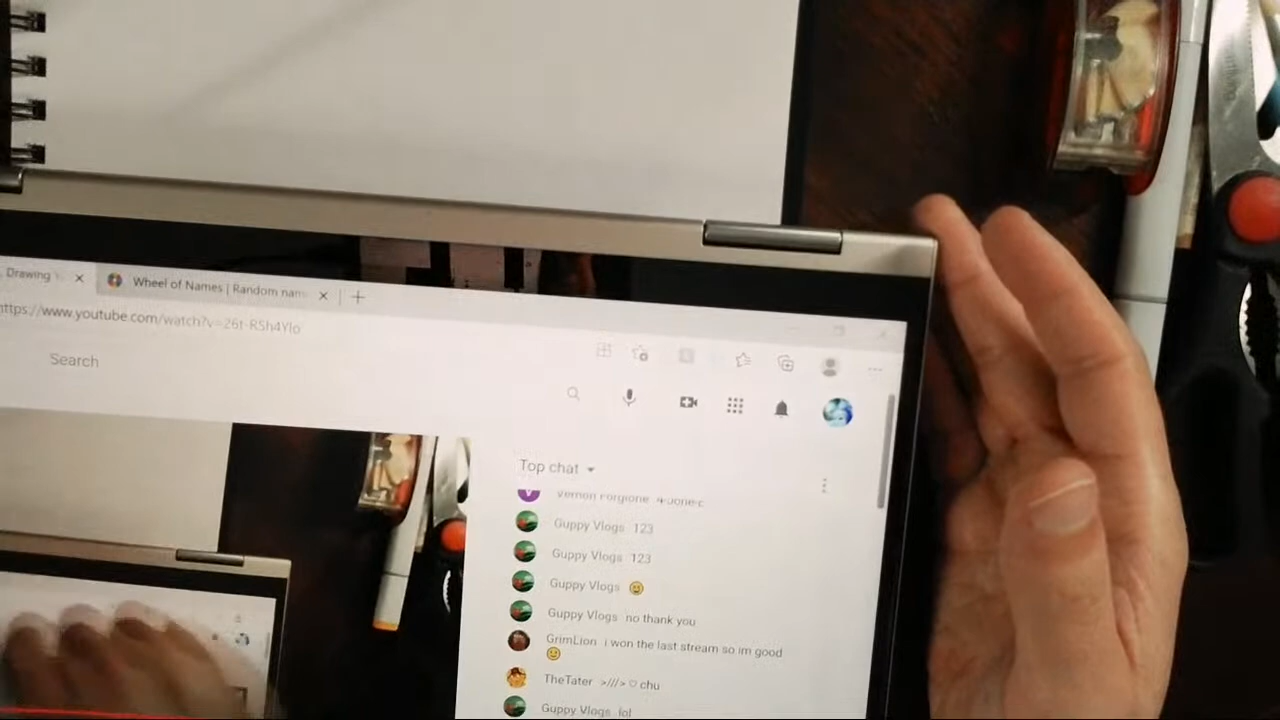 Drawing
Wheel of Names | Random nam
https://www.youtube.com/watch?v=26t-RSh4Ylo
Search
Top chat
Vernon Forgione
Guppy Vlogs 123
Guppy Vlogs 123
Guppy Vlogs 🙂
Guppy Vlogs no thank you
GrimLion i won the last stream so im good
🙂
TheTater >///> ♡ chu
Guppy Vlogs lol